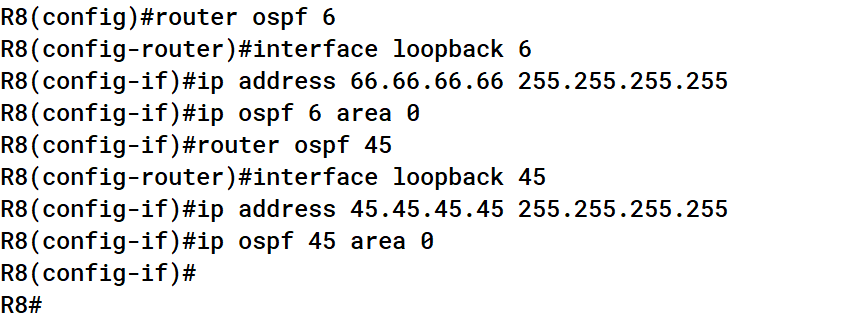 R8(config)#router ospf 6
R8(config-router)#interface loopback 6
R8(config-if)#ip address 66.66.66.66 255.255.255.255
R8(config-if)#ip ospf 6 area 0
R8(config-if)#router ospf 45
R8(config-router)#interface loopback 45
R8(config-if)#ip address 45.45.45.45 255.255.255.255
R8(config-if)#ip ospf 45 area 0
R8(config-if)#
R8#